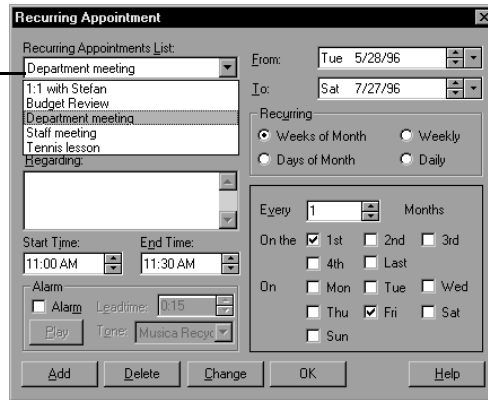 Recurring Appointment
Recurring Appointments List:
Department meeting
1:1 with Stefan
Budget Review
Department meeting
Staff meeting
Tennis lesson
Regarding:
Start Time:
End Time:
11:00 AM
11:30 AM
Alarm
Alarm
Leadtime:
0:15
Play
Tone:
Musica Recyc
From:
Tue 5/28/96
To:
Sat 7/27/96
Recurring
Weeks of Month
Weekly
Days of Month
Daily
Every
1
Months
On the
1st
2nd
3rd
4th
Last
On
Mon
Tue
Wed
Thu
Fri
Sat
Sun
Add
Delete
Change
OK
Help